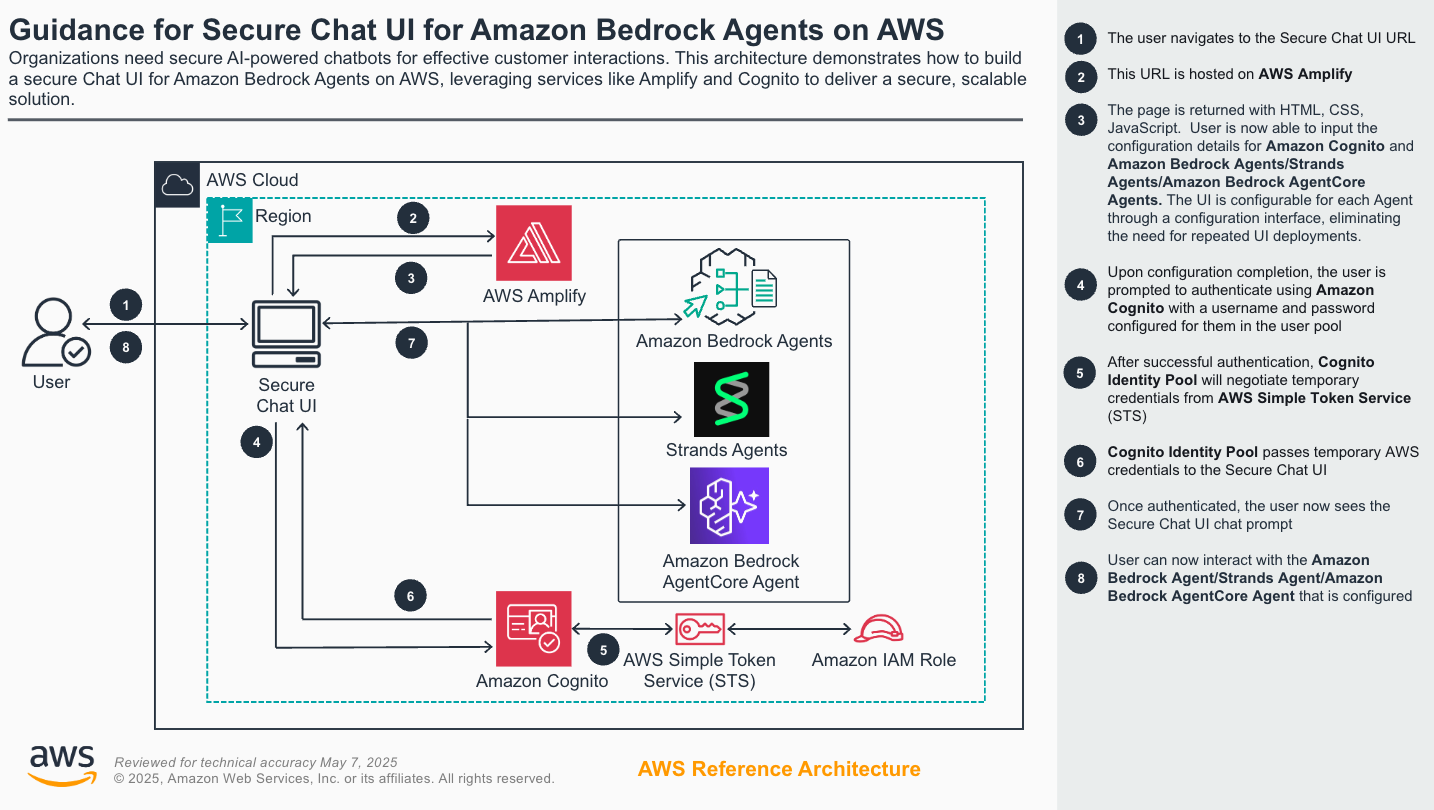 Guidance for Secure Chat UI for Amazon Bedrock Agents on AWS
Organizations need secure AI-powered chatbots for effective customer interactions. This architecture demonstrates how to build
a secure Chat UI for Amazon Bedrock Agents on AWS, leveraging services like Amplify and Cognito to deliver a secure, scalable
solution.
AWS Cloud
Region
2
3
AWS Amplify
1
8
User
Secure
Chat UI
7
Amazon Bedrock Agents
Strands Agents
Amazon Bedrock
AgentCore Agent
4
6
5
Amazon Cognito
AWS Simple Token
Service (STS)
Amazon IAM Role
1
The user navigates to the Secure Chat UI URL
2
This URL is hosted on AWS Amplify
3
The page is returned with HTML, CSS,
JavaScript.  User is now able to input the
configuration details for Amazon Cognito and
Amazon Bedrock Agents/Strands
Agents/Amazon Bedrock AgentCore
Agents. The UI is configurable for each Agent
through a configuration interface, eliminating
the need for repeated UI deployments.
4
Upon configuration completion, the user is
prompted to authenticate using Amazon
Cognito with a username and password
configured for them in the user pool
5
After successful authentication, Cognito
Identity Pool will negotiate temporary
credentials from AWS Simple Token Service
(STS)
6
Cognito Identity Pool passes temporary AWS
credentials to the Secure Chat UI
7
Once authenticated, the user now sees the
Secure Chat UI chat prompt
8
User can now interact with the Amazon
Bedrock Agent/Strands Agent/Amazon
Bedrock AgentCore Agent that is configured
aws
Reviewed for technical accuracy May 7, 2025
© 2025, Amazon Web Services, Inc. or its affiliates. All rights reserved.
AWS Reference Architecture